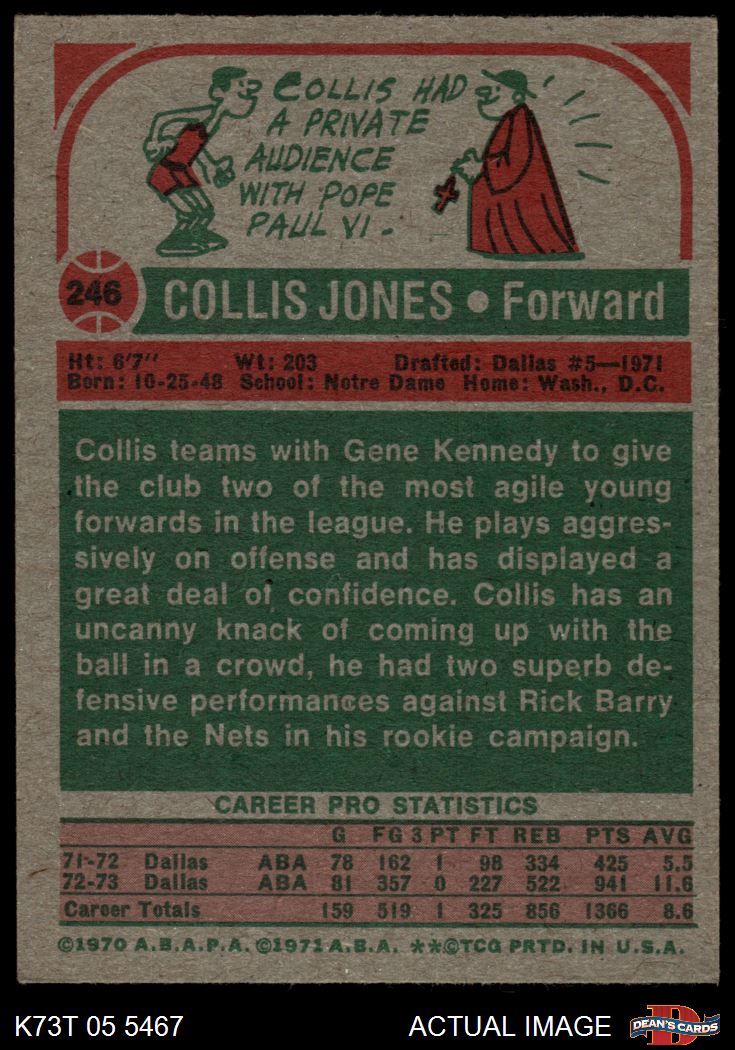 COLLIS HAD
A PRIVATE
AUDIENCE
WITH POPE
PAUL VI.
246
COLLIS JONES • Forward
Ht: 6'7" Wt: 203 Drafted: Dallas #5—1971
Born: 10-25-48 School: Notre Dame Home: Wash., D.C.
Collis teams with Gene Kennedy to give
the club two of the most agile young
forwards in the league. He plays aggres-
sively on offense and has displayed a
great deal of confidence. Collis has an
uncanny knack of coming up with the
ball in a crowd, he had two superb de-
fensive performances against Rick Barry
and the Nets in his rookie campaign.
CAREER PRO STATISTICS
G FG 3 PT FT REB PTS AVG
71-72 Dallas ABA 78 162 1 98 334 425 5.5
72-73 Dallas ABA 81 357 0 227 522 941 11.6
Career Totals 159 519 1 325 856 1366 8.6
©1970 A.B.A.P.A. ©1971 A.B.A. **©TCG PRTD. IN U.S.A.
K73T 05 5467 ACTUAL IMAGE
D
DEAN'S CARDS